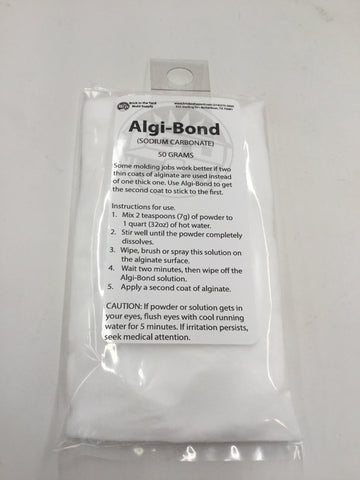 Brick in the Yard
Mold Supply
Algi-Bond
(SODIUM CARBONATE)
50 GRAMS
Some molding jobs work better if two
thin coats of alginate are used instead
of one thick one. Use Algi-Bond to get
the second coat to stick to the first.
Instructions for use.
1. Mix 2 teaspoons (7g) of powder to
1 quart (32oz) of hot water.
2. Stir well until the powder completely
dissolves.
3. Wipe, brush or spray this solution on
the alginate surface.
4. Wait two minutes, then wipe off the
Algi-Bond solution.
5. Apply a second coat of alginate.
CAUTION: If powder or solution gets in
your eyes, flush eyes with cool running
water for 5 minutes. If irritation persists,
seek medical attention.